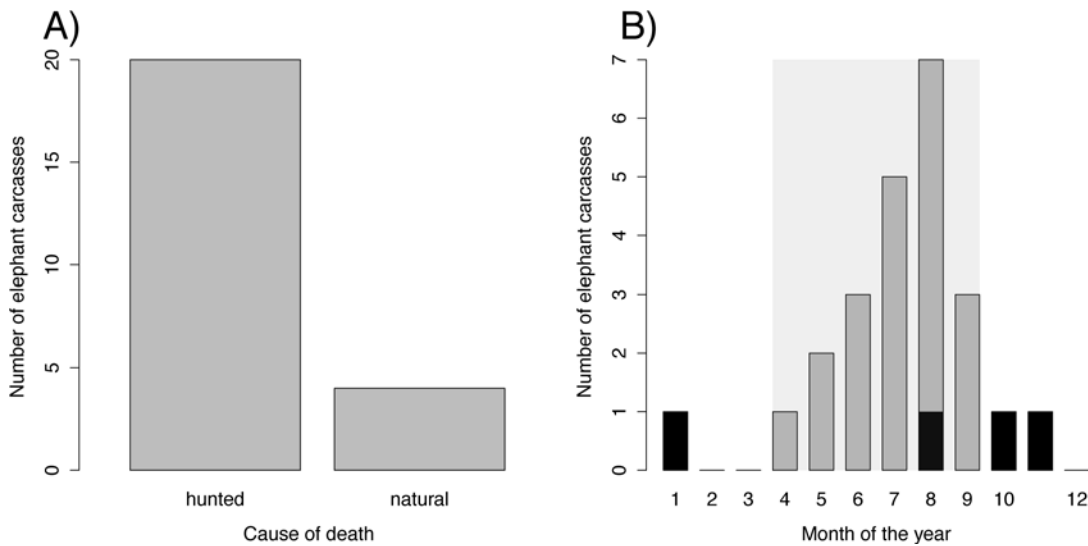 A)
Number of elephant carcasses
20
15
10
5
0
hunted natural
Cause of death
B)
Number of elephant carcasses
7
6
5
4
3
2
1
0
1 2 3 4 5 6 7 8 9 10 12
Month of the year